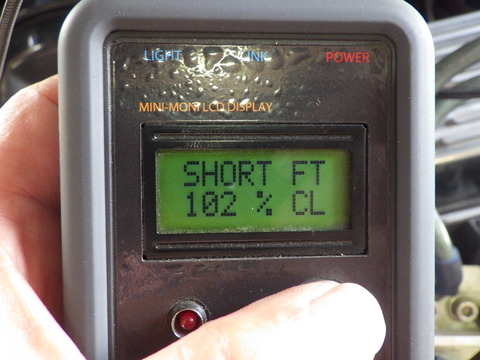 LIGHT LINK POWER
MINI-MONI LCD DISPLAY
SHORT FT
102 % CL